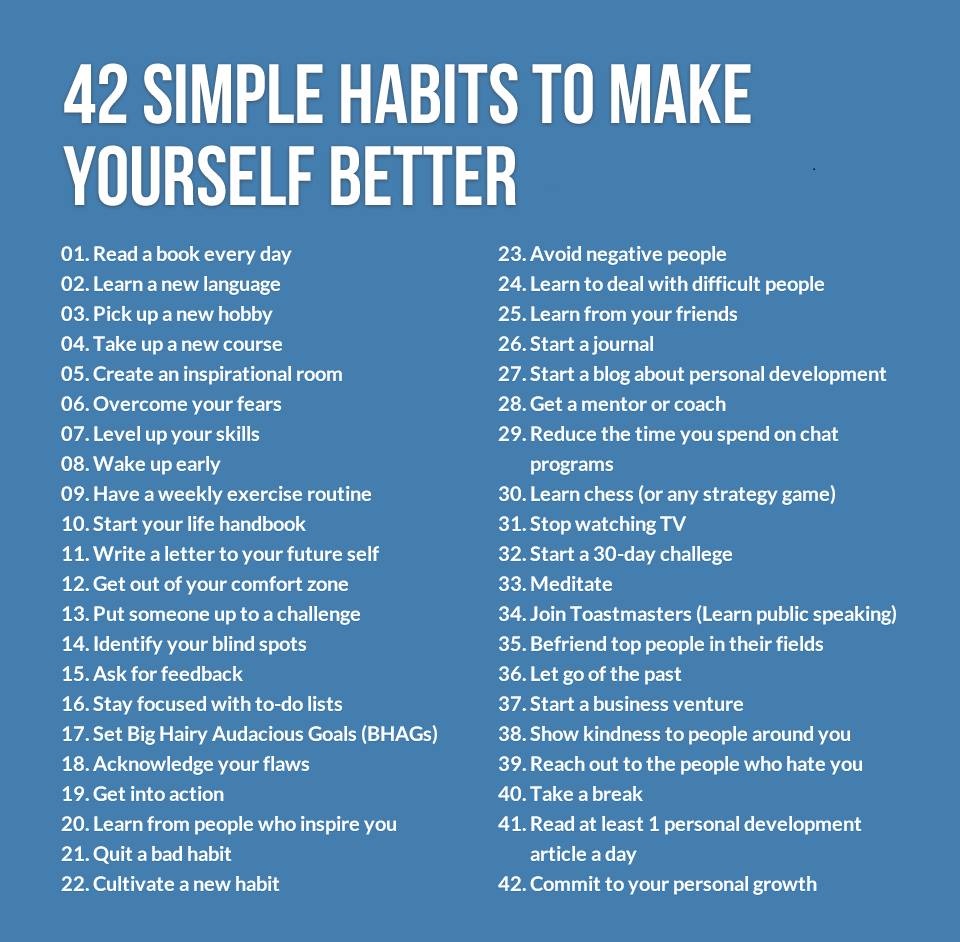 42 SIMPLE HABITS TO MAKE
YOURSELF BETTER
01. Read a book every day
02. Learn a new language
03. Pick up a new hobby
04. Take up a new course
05. Create an inspirational room
06. Overcome your fears
07. Level up your skills
08. Wake up early
09. Have a weekly exercise routine
10. Start your life handbook
11. Write a letter to your future self
12. Get out of your comfort zone
13. Put someone up to a challenge
14. Identify your blind spots
15. Ask for feedback
16. Stay focused with to-do lists
17. Set Big Hairy Audacious Goals (BHAGs)
18. Acknowledge your flaws
19. Get into action
20. Learn from people who inspire you
21. Quit a bad habit
22. Cultivate a new habit
23. Avoid negative people
24. Learn to deal with difficult people
25. Learn from your friends
26. Start a journal
27. Start a blog about personal development
28. Get a mentor or coach
29. Reduce the time you spend on chat
programs
30. Learn chess (or any strategy game)
31. Stop watching TV
32. Start a 30-day challege
33. Meditate
34. Join Toastmasters (Learn public speaking)
35. Befriend top people in their fields
36. Let go of the past
37. Start a business venture
38. Show kindness to people around you
39. Reach out to the people who hate you
40. Take a break
41. Read at least 1 personal development
article a day
42. Commit to your personal growth